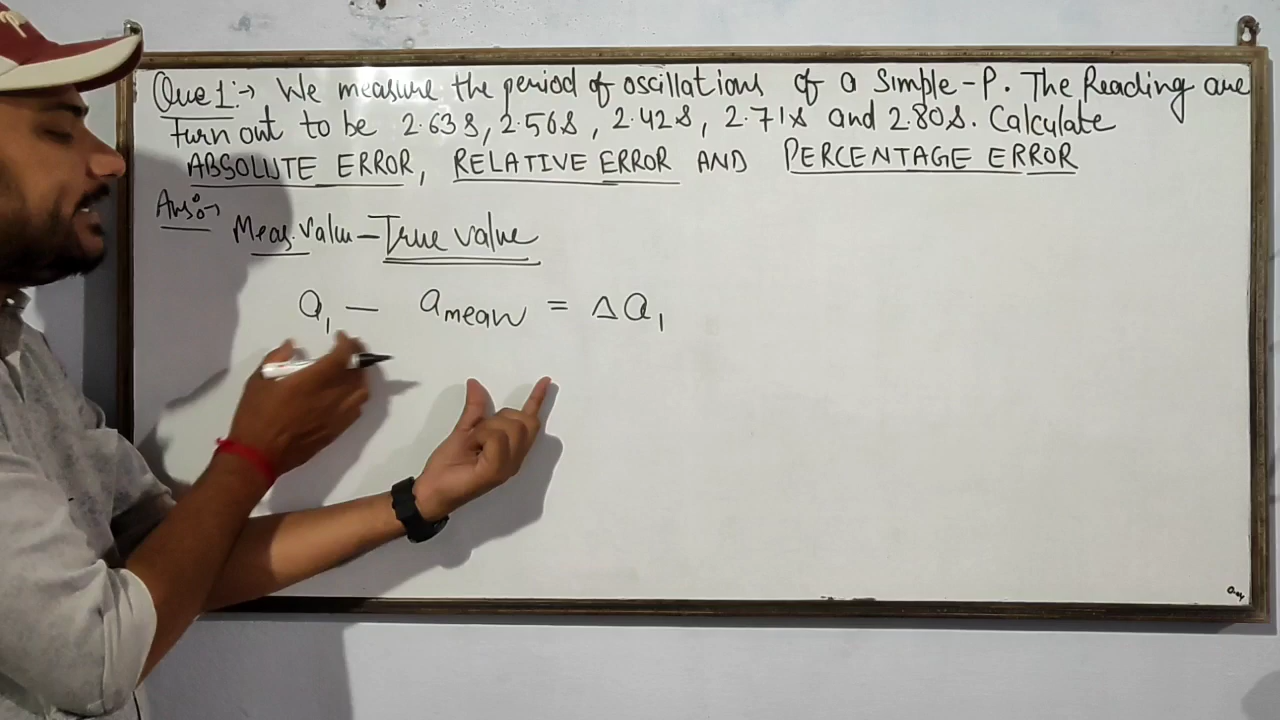 Que 1:→ We measure the period of oscillations of a Simple-P. The Reading are
turn out to be 2.63 s, 2.56s, 2.42s, 2.71s and 2.80s. Calculate
ABSOLUTE ERROR, RELATIVE ERROR AND PERCENTAGE ERROR
Ans:→
Meas. Value – True value
a₁ – a_mean = Δa₁